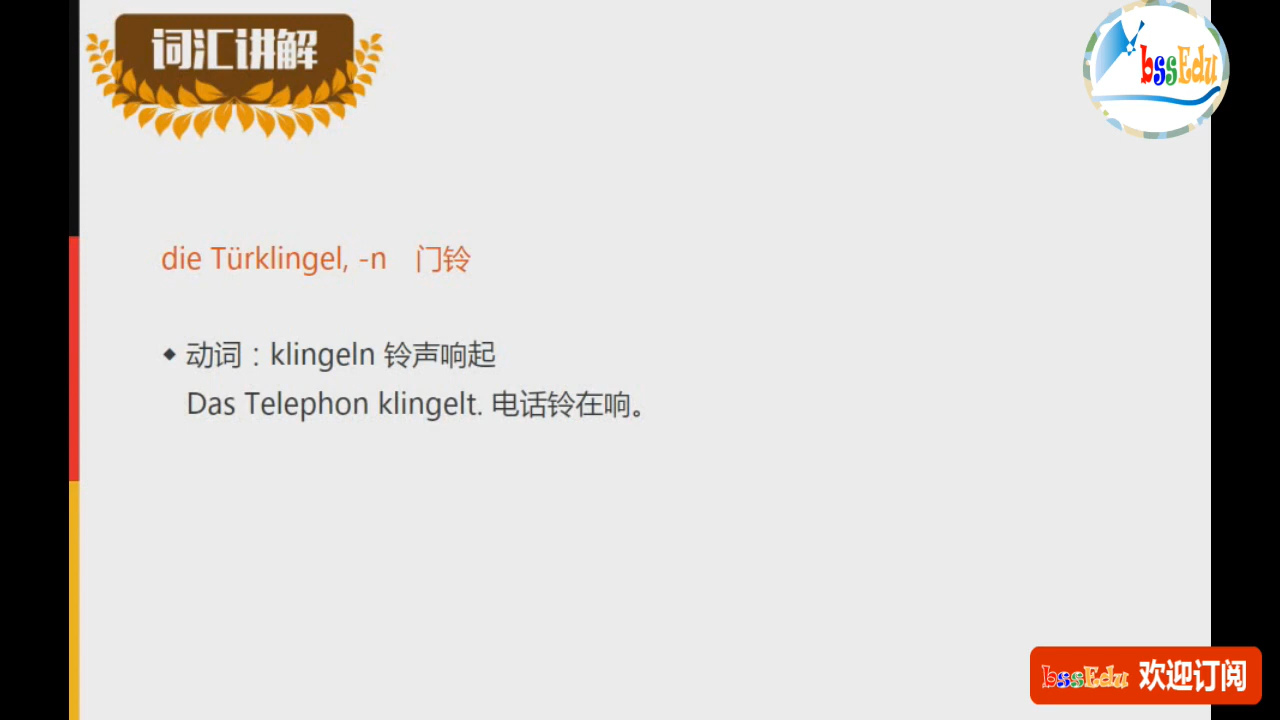 词汇讲解
bssEdu
die Türklingel, -n 门铃
◆ 动词：klingeln 铃声响起
Das Telephon klingelt. 电话铃在响。
bssEdu 欢迎订阅